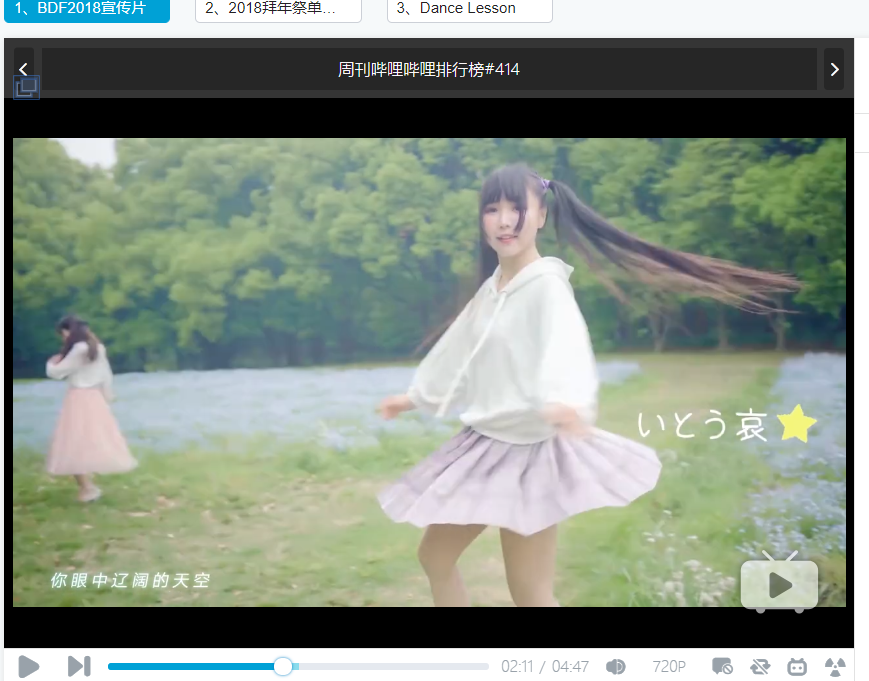 1、BDF2018宣传片
2、2018拜年祭单…
3、Dance Lesson
周刊哔哩哔哩排行榜#414
いとう哀
你眼中辽阔的天空
02:11 / 04:47
720P